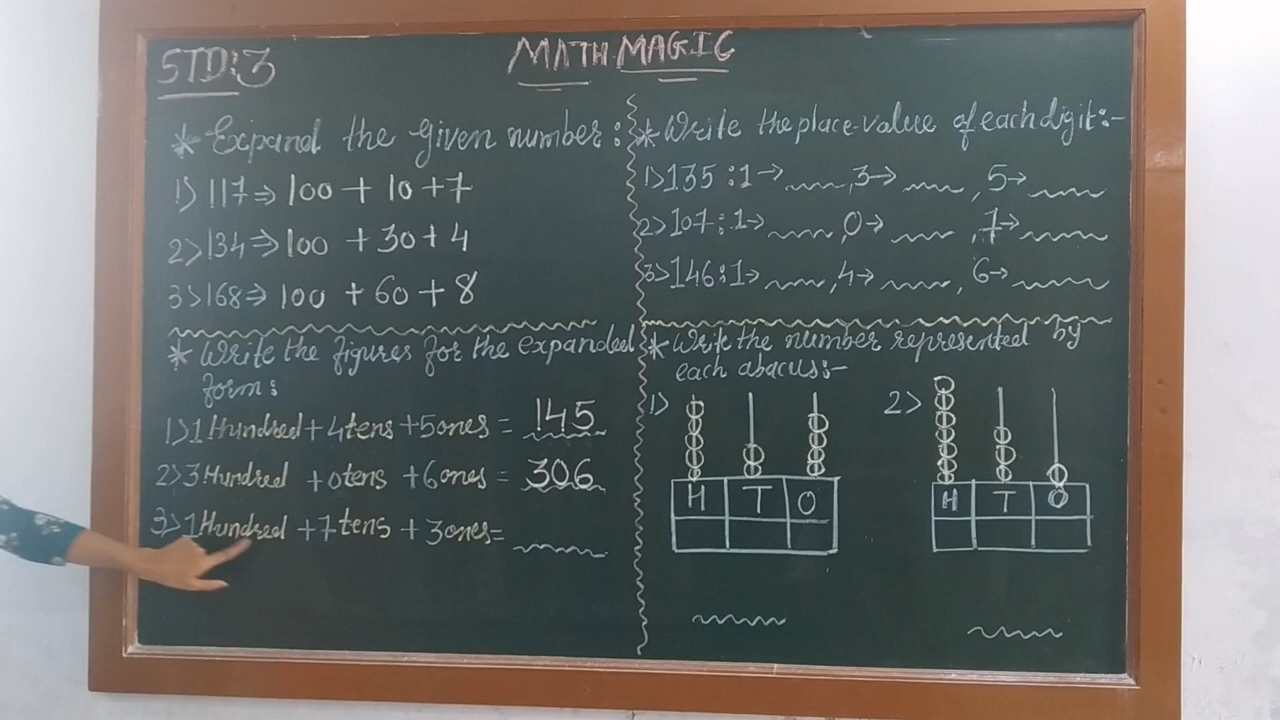 STD:3
MATH MAGIC
* Expand the given number:
1) 117 ⇒ 100 + 10 + 7
2) 134 ⇒ 100 + 30 + 4
3) 168 ⇒ 100 + 60 + 8
* Write the figures for the expanded
form:
1) 1 Hundred + 4 tens + 5 ones = 145
2) 3 Hundred + 0 tens + 6 ones = 306
3) 1 Hundred + 7 tens + 3 ones =
* Write the place-value of each digit:-
1) 135 : 1→ , 3→ , 5→
2) 107 : 1→ , 0→ , 7→
3) 146 : 1→ , 4→ , 6→
* Write the number represented by
each abacus:-
1) 2)
H T O H T O